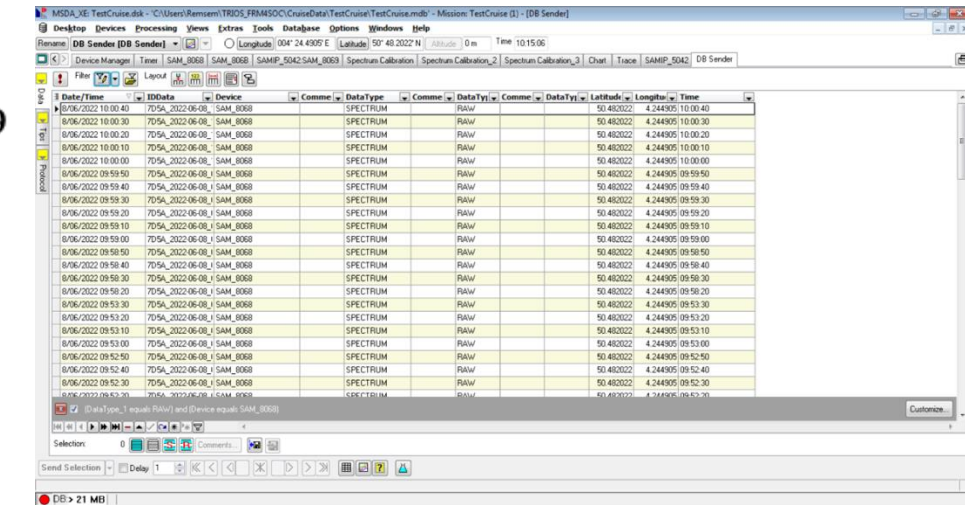 MSDA_XE: TestCruise.dsk - 'C:\Users\Remsem\TRIOS_FRM4SOC\CruiseData\TestCruise\TestCruise.mdb' - Mission: TestCruise (1) - [DB Sender]
Desktop Devices Processing Views Extras Tools Database Options Windows Help
Rename DB Sender [DB Sender] Longitude 004° 24.4905' E Latitude 50° 48.2022' N Altitude 0 m Time 10:15:06
Device Manager Timer SAM_8068 SAM_806B SAMIP_5042:SAM_8069 Spectrum Calibration Spectrum Calibration_2 Spectrum Calibration_3 Chart Trace SAMIP_5042 DB Sender
Filter Layout
Data
Tips
Protocol
Date/Time IDData Device Comme DataType Comme DataTy Comme DataTy Latitude Longitu Time
8/06/2022 10:00:40 7D5A_2022-06-08_ SAM_8068 SPECTRUM RAW 50.482022 4.244905 10:00:40
8/06/2022 10:00:30 7D5A_2022-06-08_ SAM_8068 SPECTRUM RAW 50.482022 4.244905 10:00:30
8/06/2022 10:00:20 7D5A_2022-06-08_ SAM_8068 SPECTRUM RAW 50.482022 4.244905 10:00:20
8/06/2022 10:00:10 7D5A_2022-06-08_ SAM_8068 SPECTRUM RAW 50.482022 4.244905 10:00:10
8/06/2022 10:00:00 7D5A_2022-06-08_ SAM_8068 SPECTRUM RAW 50.482022 4.244905 10:00:00
8/06/2022 09:59:50 7D5A_2022-06-08_ SAM_8068 SPECTRUM RAW 50.482022 4.244905 09:59:50
8/06/2022 09:59:40 7D5A_2022-06-08_ SAM_8068 SPECTRUM RAW 50.482022 4.244905 09:59:40
8/06/2022 09:59:30 7D5A_2022-06-08_ SAM_8068 SPECTRUM RAW 50.482022 4.244905 09:59:30
8/06/2022 09:59:20 7D5A_2022-06-08_ SAM_8068 SPECTRUM RAW 50.482022 4.244905 09:59:20
8/06/2022 09:59:10 7D5A_2022-06-08_ SAM_8068 SPECTRUM RAW 50.482022 4.244905 09:59:10
8/06/2022 09:59:00 7D5A_2022-06-08_ SAM_8068 SPECTRUM RAW 50.482022 4.244905 09:59:00
8/06/2022 09:58:50 7D5A_2022-06-08_ SAM_8068 SPECTRUM RAW 50.482022 4.244905 09:58:50
8/06/2022 09:58:40 7D5A_2022-06-08_ SAM_8068 SPECTRUM RAW 50.482022 4.244905 09:58:40
8/06/2022 09:58:30 7D5A_2022-06-08_ SAM_8068 SPECTRUM RAW 50.482022 4.244905 09:58:30
8/06/2022 09:58:20 7D5A_2022-06-08_ SAM_8068 SPECTRUM RAW 50.482022 4.244905 09:58:20
8/06/2022 09:53:30 7D5A_2022-06-08_ SAM_8068 SPECTRUM RAW 50.482022 4.244905 09:53:30
8/06/2022 09:53:20 7D5A_2022-06-08_ SAM_8068 SPECTRUM RAW 50.482022 4.244905 09:53:20
8/06/2022 09:53:10 7D5A_2022-06-08_ SAM_8068 SPECTRUM RAW 50.482022 4.244905 09:53:10
8/06/2022 09:53:00 7D5A_2022-06-08_ SAM_8068 SPECTRUM RAW 50.482022 4.244905 09:53:00
8/06/2022 09:52:50 7D5A_2022-06-08_ SAM_8068 SPECTRUM RAW 50.482022 4.244905 09:52:50
8/06/2022 09:52:40 7D5A_2022-06-08_ SAM_8068 SPECTRUM RAW 50.482022 4.244905 09:52:40
8/06/2022 09:52:30 7D5A_2022-06-08_ SAM_8068 SPECTRUM RAW 50.482022 4.244905 09:52:30
8/06/2022 09:52:20 7D5A_2022-06-08_ SAM_8068 SPECTRUM RAW 50.482022 4.244905 09:52:20
(DataType_1 equals RAW) and (Device equals SAM_8068) Customize...
Selection: 0 Comments...
Send Selection Delay 1
DB:> 21 MB